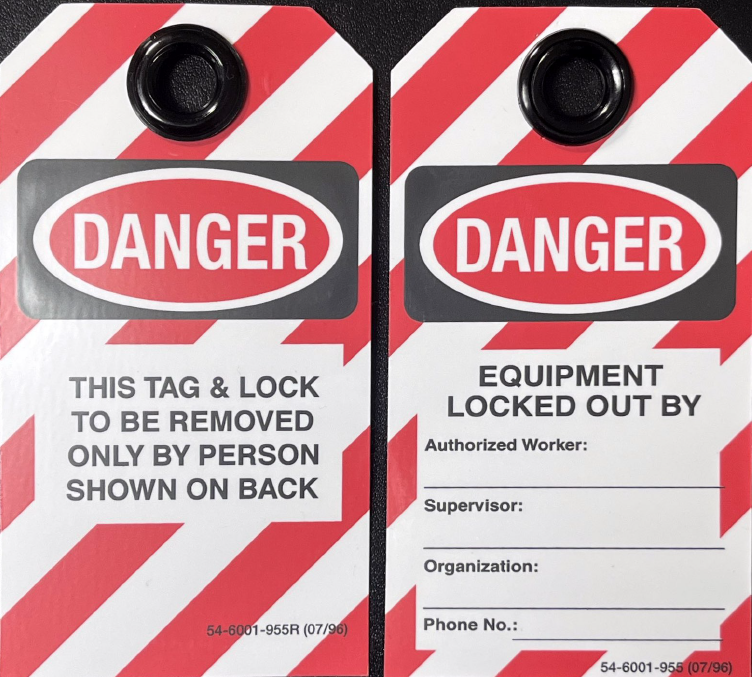 DANGER
THIS TAG & LOCK
TO BE REMOVED
ONLY BY PERSON
SHOWN ON BACK
54-6001-955R (07/96)
DANGER
EQUIPMENT
LOCKED OUT BY
Authorized Worker:
Supervisor:
Organization:
Phone No.:
54-6001-955 (07/96)